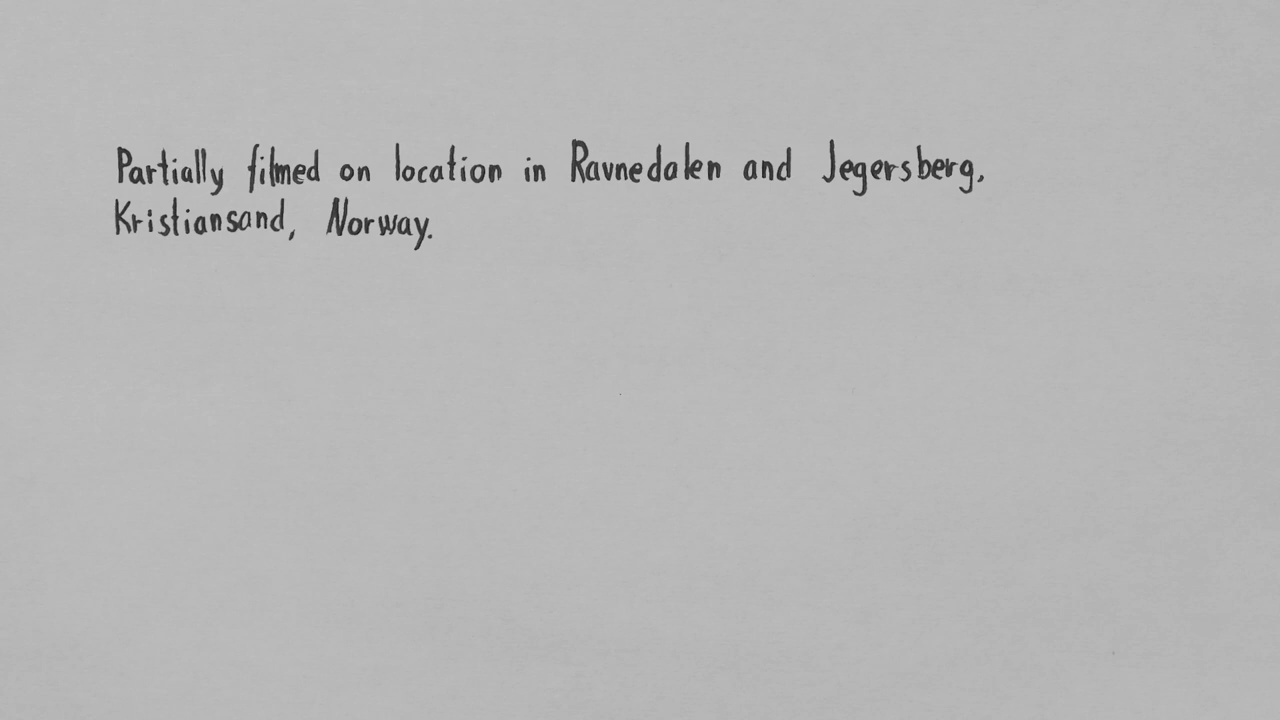 Partially filmed on location in Ravnedalen and Jegersberg,
Kristiansand, Norway.